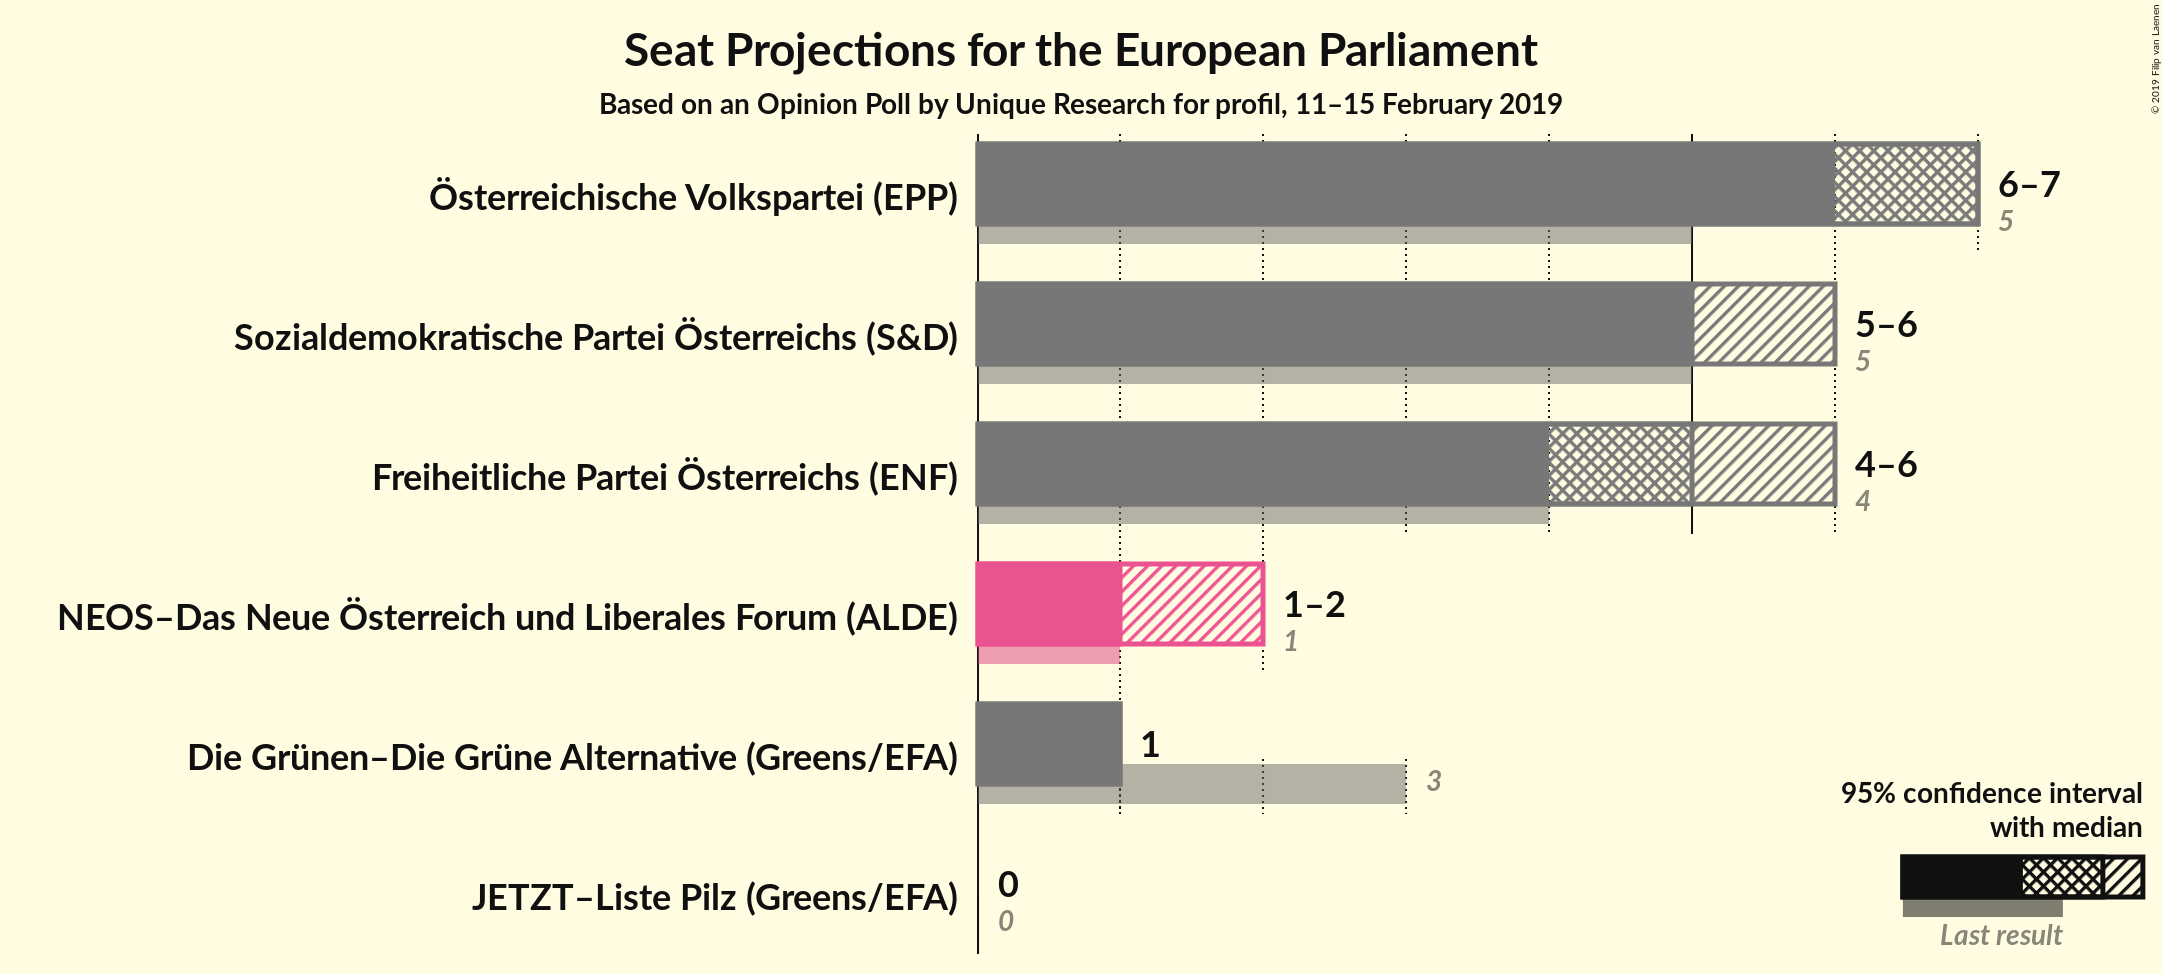 Seat Projections for the European Parliament
Based on an Opinion Poll by Unique Research for profil, 11–15 February 2019
© 2019 Filip van Laenen
Österreichische Volkspartei (EPP)
6–7
5
Sozialdemokratische Partei Österreichs (S&D)
5–6
5
Freiheitliche Partei Österreichs (ENF)
4–6
4
NEOS–Das Neue Österreich und Liberales Forum (ALDE)
1–2
1
Die Grünen–Die Grüne Alternative (Greens/EFA)
1
3
JETZT–Liste Pilz (Greens/EFA)
0
0
95% confidence interval
with median
Last result